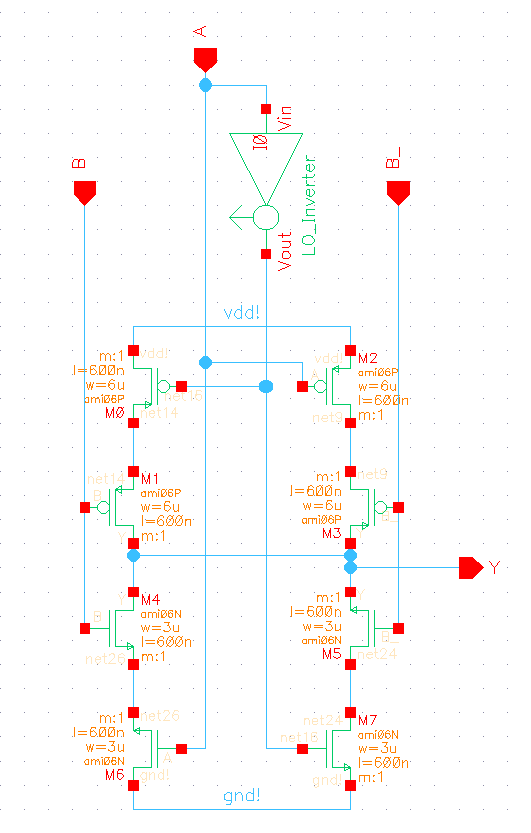 A
Vin
I0
B
B_
LO_Inverter
Vout
vdd!
m:1
vdd!
l=600n
w=6u
ami06P
M0
net15
net14
vdd!
M2
ami06P
w=6u
l=600n
m:1
A
net9
net14
M1
ami06P
w=6u
l=600n
m:1
B
Y
m:1
net9
l=600n
w=6u
ami06P
M3
B_
Y
Y
M4
ami06N
w=3u
l=600n
m:1
B
net26
m:1
l=600n
w=3u
ami06N
M5
B_
net24
m:1
net26
l=600n
w=3u
ami06N
M6
A
gnd!
net24
M7
ami06N
w=3u
l=600n
m:1
net15
gnd!
gnd!